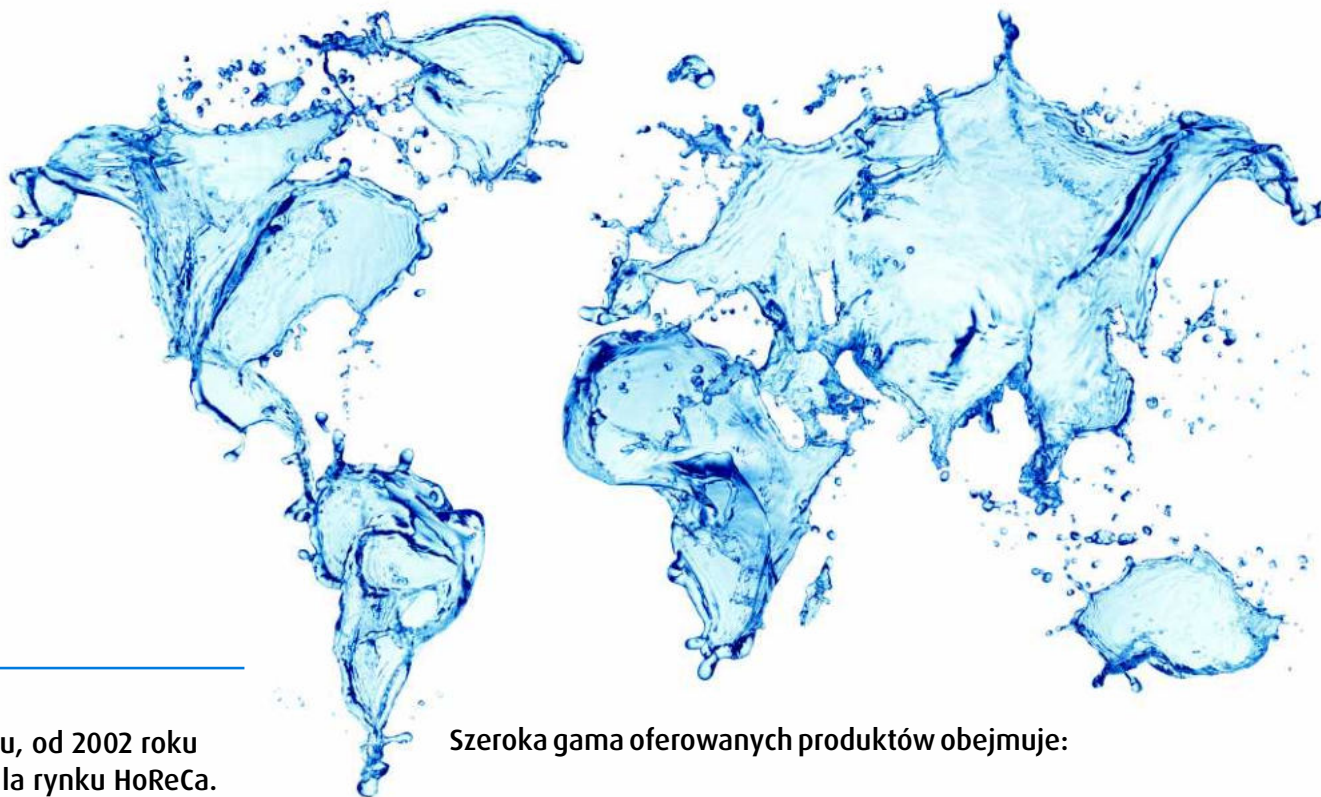 u, od 2002 roku
la rynku HoReCa.
Szeroka gama oferowanych produktów obejmuje: